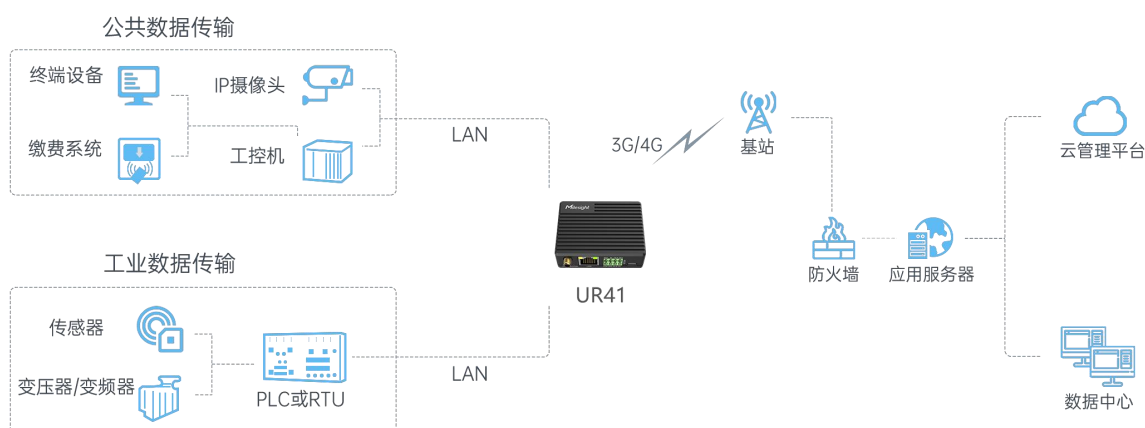 公共数据传输
终端设备
IP摄像头
缴费系统
工控机
LAN
3G/4G
基站
云管理平台
Milesight
UR41
防火墙
应用服务器
工业数据传输
传感器
变压器/变频器
PLC或RTU
LAN
数据中心